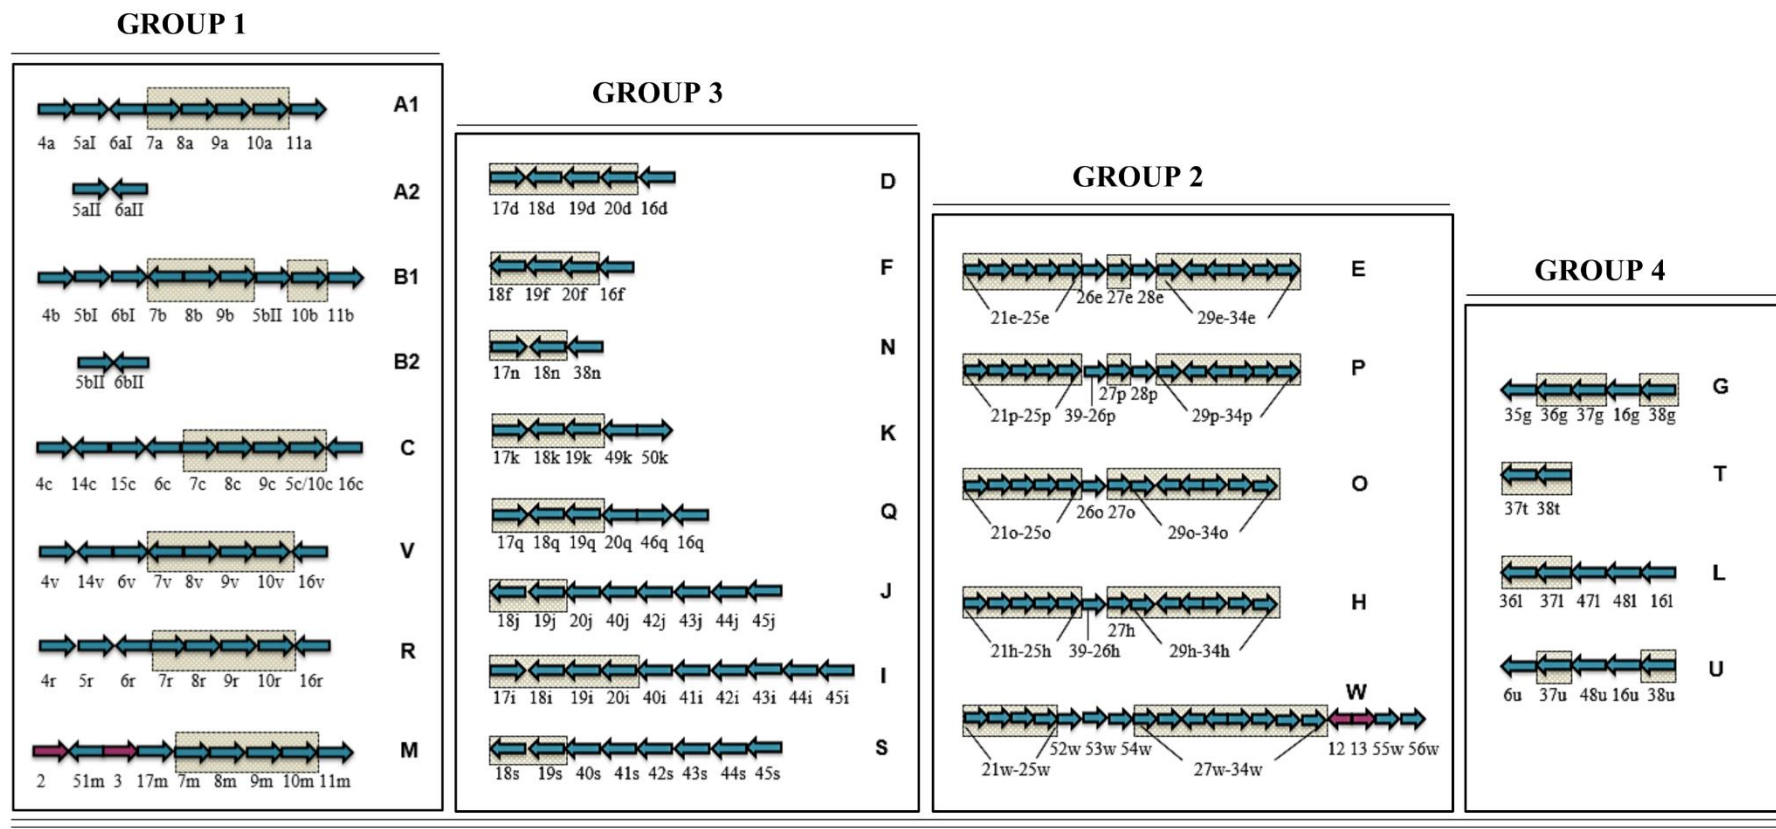 GROUP 1
A1
4a 5aI 6aI 7a 8a 9a 10a 11a
A2
5aII 6aII
B1
4b 5bI 6bI 7b 8b 9b 5bII 10b 11b
B2
5bII 6bII
C
4c 14c 15c 6c 7c 8c 9c 5c/10c 16c
V
4v 14v 6v 7v 8v 9v 10v 16v
R
4r 5r 6r 7r 8r 9r 10r 16r
M
2 51m 3 17m 7m 8m 9m 10m 11m
GROUP 3
D
17d 18d 19d 20d 16d
F
18f 19f 20f 16f
N
17n 18n 38n
K
17k 18k 19k 49k 50k
Q
17q 18q 19q 20q 46q 16q
J
18j 19j 20j 40j 42j 43j 44j 45j
I
17i 18i 19i 20i 40i 41i 42i 43i 44i 45i
S
18s 19s 40s 41s 42s 43s 44s 45s
GROUP 2
E
26e 27e 28e
21e-25e 29e-34e
P
27p 28p
21p-25p 39-26p 29p-34p
O
26o 27o
21o-25o 29o-34o
H
27h
21h-25h 39-26h 29h-34h
W
52w 53w 54w 12 13 55w 56w
21w-25w 27w-34w
GROUP 4
G
35g 36g 37g 16g 38g
T
37t 38t
L
36l 37l 47l 48l 16l
U
6u 37u 48u 16u 38u